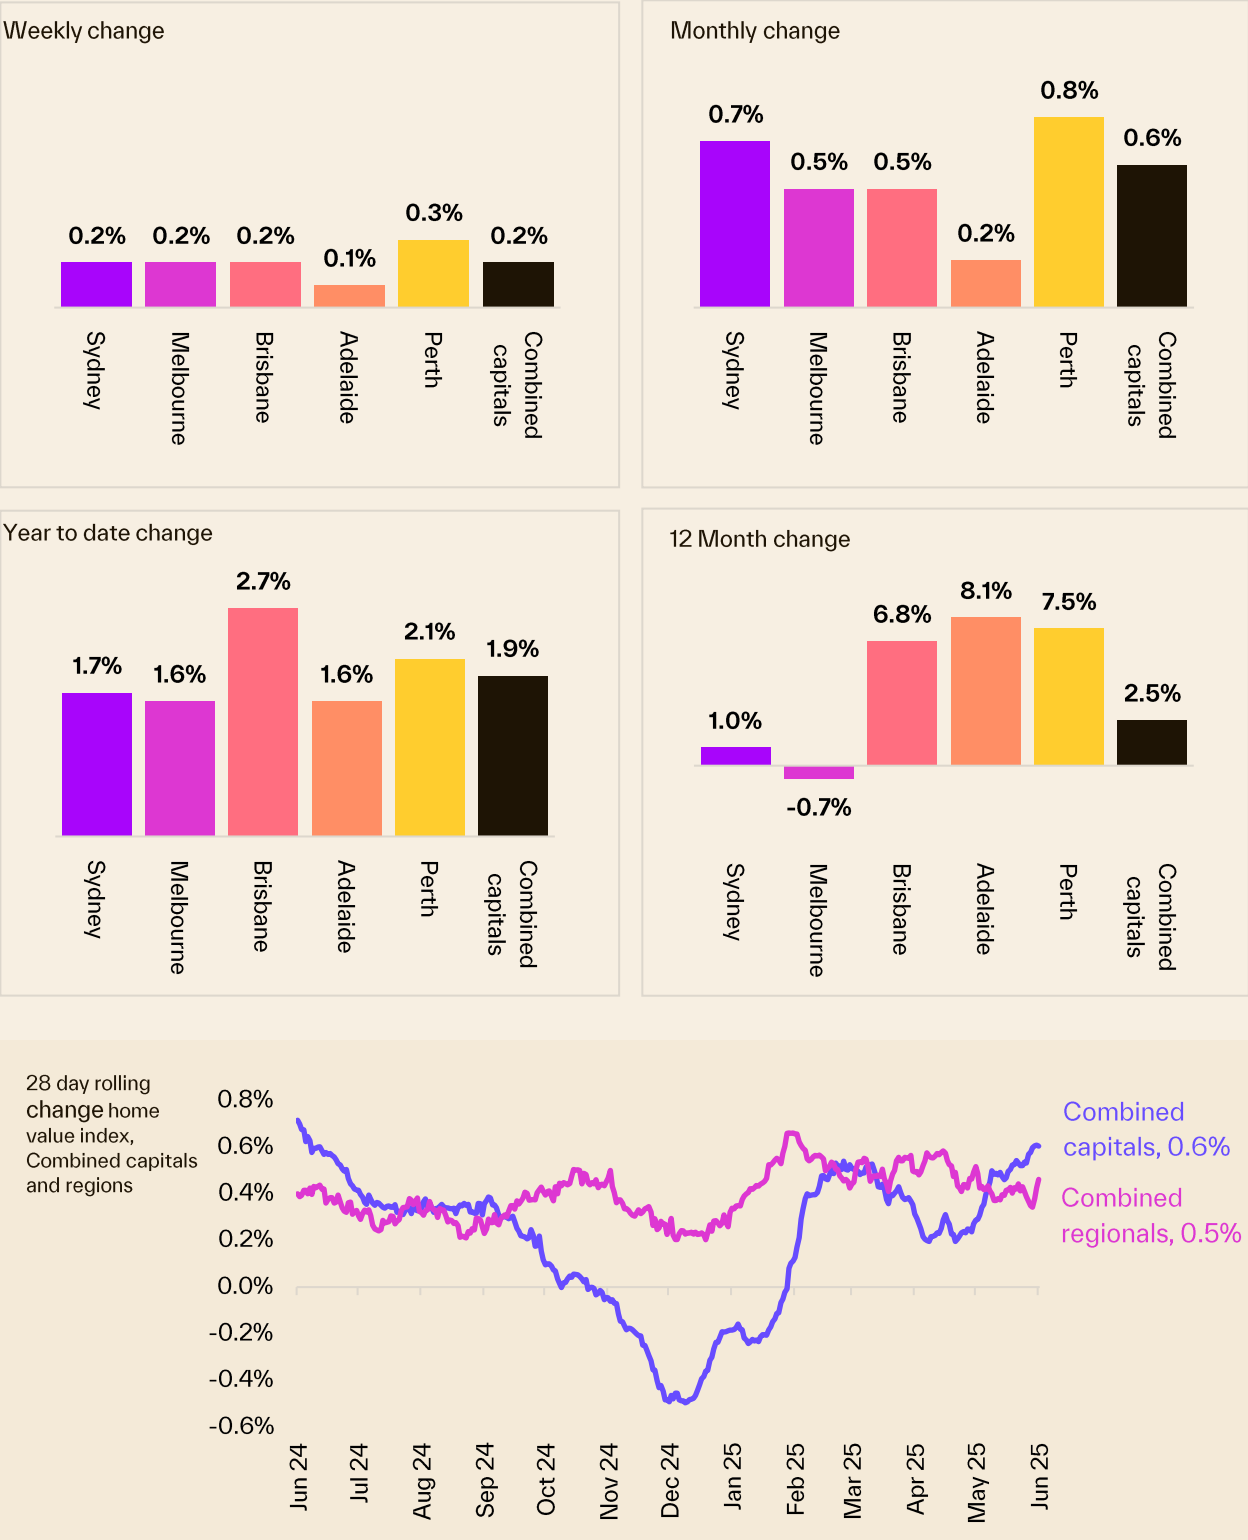 Weekly change
0.2%
0.2%
0.2%
0.1%
0.3%
0.2%
Sydney
Melbourne
Brisbane
Adelaide
Perth
Combined
capitals
Monthly change
0.7%
0.5%
0.5%
0.2%
0.8%
0.6%
Sydney
Melbourne
Brisbane
Adelaide
Perth
Combined
capitals
Year to date change
1.7%
1.6%
2.7%
1.6%
2.1%
1.9%
Sydney
Melbourne
Brisbane
Adelaide
Perth
Combined
capitals
12 Month change
1.0%
-0.7%
6.8%
8.1%
7.5%
2.5%
Sydney
Melbourne
Brisbane
Adelaide
Perth
Combined
capitals
28 day rolling
change home
value index,
Combined capitals
and regions
0.8%
0.6%
0.4%
0.2%
0.0%
-0.2%
-0.4%
-0.6%
Jun 24
Jul 24
Aug 24
Sep 24
Oct 24
Nov 24
Dec 24
Jan 25
Feb 25
Mar 25
Apr 25
May 25
Jun 25
Combined
capitals, 0.6%
Combined
regionals, 0.5%